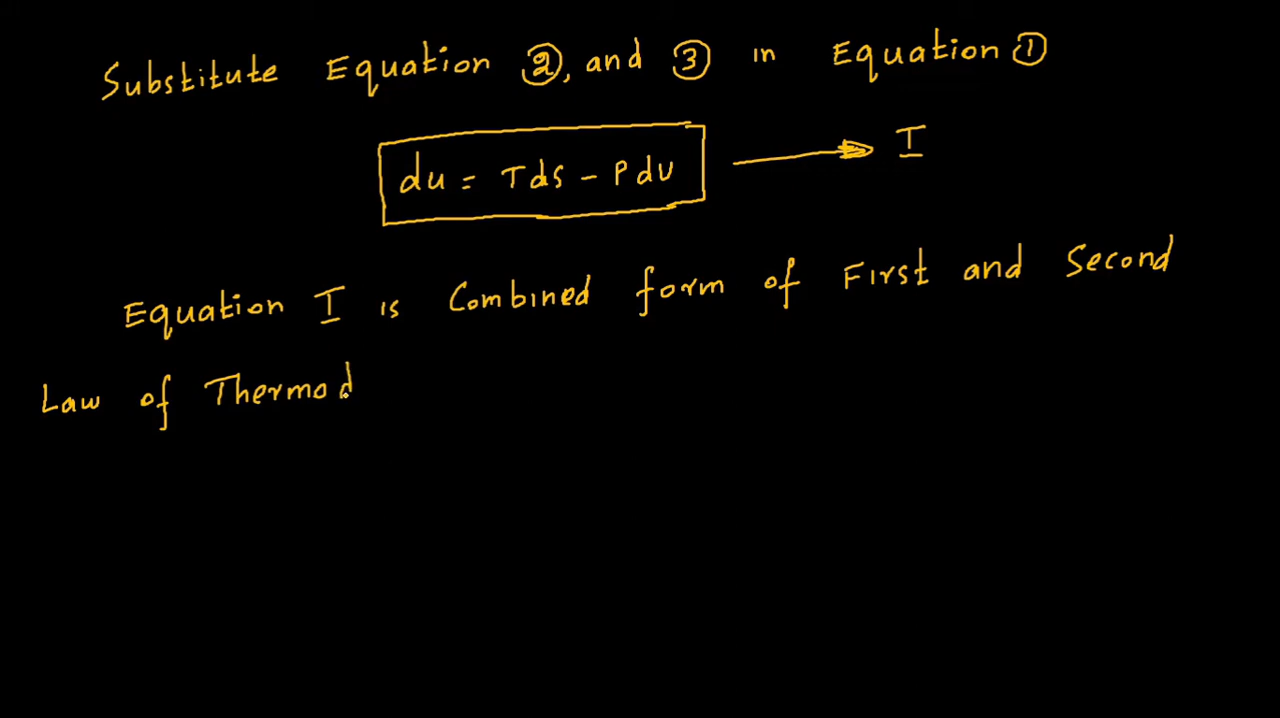 Substitute Equation ②, and ③ in Equation ①
du = Tds - Pdv → I
Equation I is Combined form of First and Second
Law of Thermod